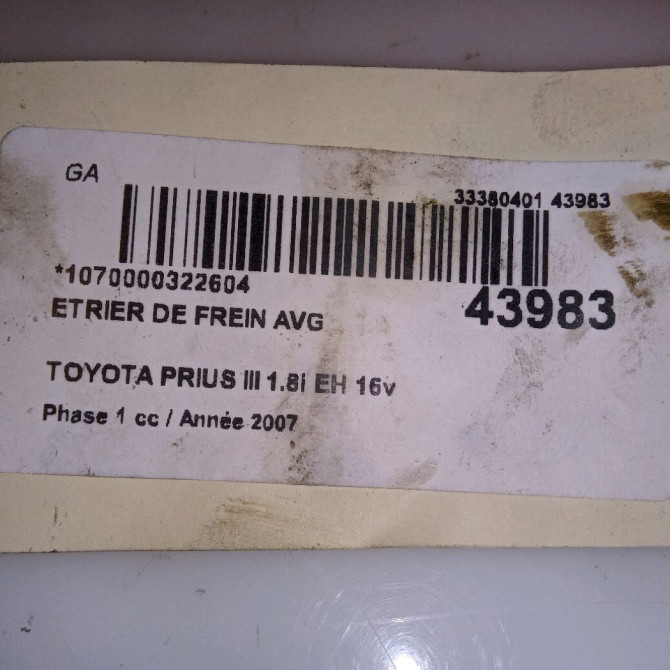 GA
33380401 43983
*1070000322604
43983
ETRIER DE FREIN AVG
TOYOTA PRIUS III 1.8i EH 16v
Phase 1 cc / Année 2007